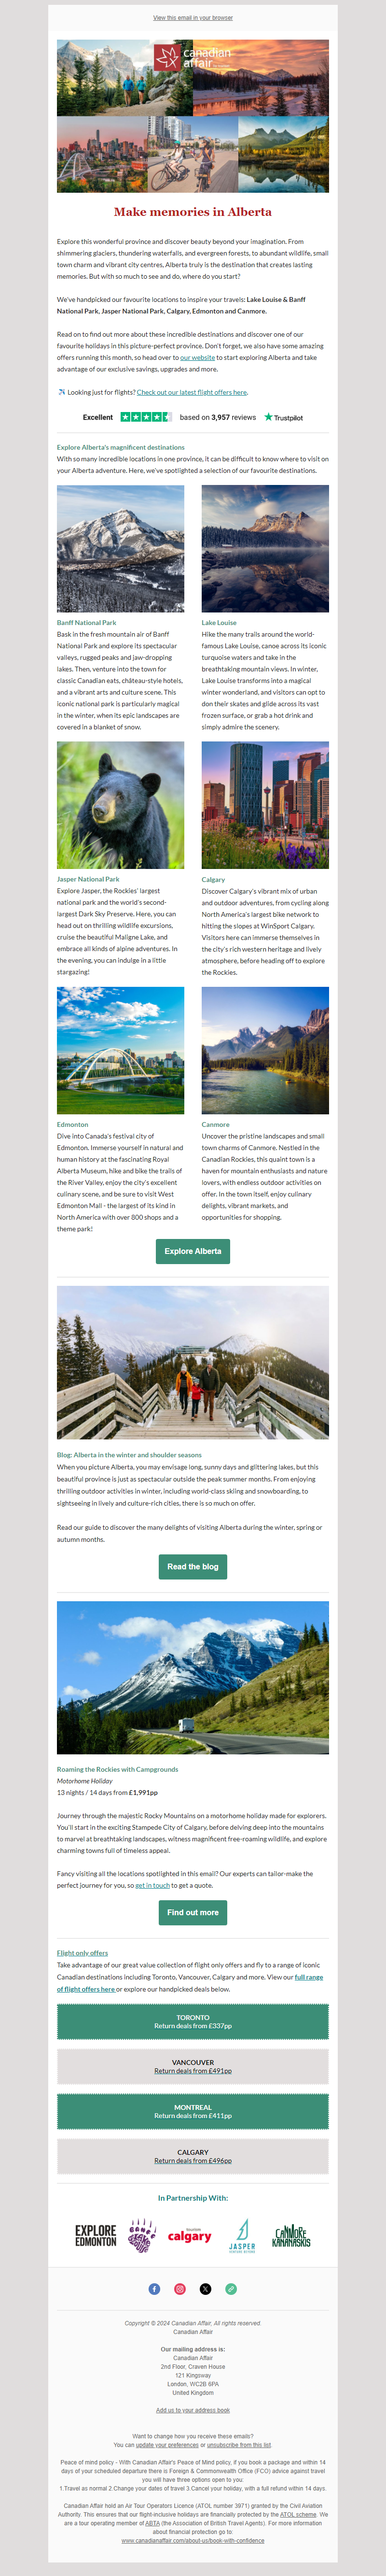 View this email in your browser
canadian
affair
Make memories in Alberta
Explore this wonderful province and discover beauty beyond your imagination. From
shimmering glaciers, thundering waterfalls, and evergreen forests, to abundant wildlife, small
town charm and vibrant city centres, Alberta truly is the destination that creates lasting
memories. But with so much to see and do, where do you start?
We've handpicked our favourite locations to inspire your travels: Lake Louise & Banff
National Park, Jasper National Park, Calgary, Edmonton and Canmore.
Read on to find out more about these incredible destinations and discover one of our
favourite holidays in this picture-perfect province. Don't forget, we also have some amazing
offers running this month, so head over to our website to start exploring Alberta and take
advantage of our exclusive savings, upgrades and more.
Looking just for flights? Check out our latest flight offers here.
Excellent based on 3,957 reviews Trustpilot
Explore Alberta's magnificent destinations
With so many incredible locations in one province, it can be difficult to know where to visit on
your Alberta adventure. Here, we've spotlighted a selection of our favourite destinations.
Banff National Park
Bask in the fresh mountain air of Banff
National Park and explore its spectacular
valleys, rugged peaks and jaw-dropping
lakes. Then, venture into the town for
classic Canadian eats, château-style hotels,
and a vibrant arts and culture scene. This
iconic national park is particularly magical
in the winter, when its epic landscapes are
covered in a blanket of snow.
Lake Louise
Hike the many trails around the world-
famous Lake Louise, canoe across its iconic
turquoise waters and take in the
breathtaking mountain views. In winter,
Lake Louise transforms into a magical
winter wonderland, and visitors can opt to
don their skates and glide across its vast
frozen surface, or grab a hot drink and
simply admire the scenery.
Jasper National Park
Explore Jasper, the Rockies' largest
national park and the world's second-
largest Dark Sky Preserve. Here, you can
head out on thrilling wildlife excursions,
cruise the beautiful Maligne Lake, and
embrace all kinds of alpine adventures. In
the evening, you can indulge in a little
stargazing!
Calgary
Discover Calgary's vibrant mix of urban
and outdoor adventures, from cycling along
North America's largest bike network to
hitting the slopes at WinSport Calgary.
Visitors here can immerse themselves in
the city's rich western heritage and lively
atmosphere, before heading off to explore
the Rockies.
Edmonton
Dive into Canada's festival city of
Edmonton. Immerse yourself in natural and
human history at the fascinating Royal
Alberta Museum, hike and bike the trails of
the River Valley, enjoy the city's excellent
culinary scene, and be sure to visit West
Edmonton Mall - the largest of its kind in
North America with over 800 shops and a
theme park!
Canmore
Uncover the pristine landscapes and small
town charms of Canmore. Nestled in the
Canadian Rockies, this quaint town is a
haven for mountain enthusiasts and nature
lovers, with endless outdoor activities on
offer. In the town itself, enjoy culinary
delights, vibrant markets, and
opportunities for shopping.
Explore Alberta
Blog: Alberta in the winter and shoulder seasons
When you picture Alberta, you may envisage long, sunny days and glittering lakes, but this
beautiful province is just as spectacular outside the peak summer months. From enjoying
thrilling outdoor activities in winter, including world-class skiing and snowboarding, to
sightseeing in lively and culture-rich cities, there is so much on offer.
Read our guide to discover the many delights of visiting Alberta during the winter, spring or
autumn months.
Read the blog
Roaming the Rockies with Campgrounds
Motorhome Holiday
13 nights / 14 days from £1,991pp
Journey through the majestic Rocky Mountains on a motorhome holiday made for explorers.
You'll start in the exciting Stampede City of Calgary, before delving deep into the mountains
to marvel at breathtaking landscapes, witness magnificent free-roaming wildlife, and explore
charming towns full of timeless appeal.
Fancy visiting all the locations spotlighted in this email? Our experts can tailor-make the
perfect journey for you, so get in touch to get a quote.
Find out more
Flight only offers
Take advantage of our great value collection of flight only offers and fly to a range of iconic
Canadian destinations including Toronto, Vancouver, Calgary and more. View our full range
of flight offers here or explore our handpicked deals below.
TORONTO
Return deals from £337pp
VANCOUVER
Return deals from £491pp
MONTREAL
Return deals from £411pp
CALGARY
Return deals from £496pp
In Partnership With:
EXPLORE
EDMONTON
calgary
JASPER
CANMORE
KANANASKIS
Copyright © 2024 Canadian Affair, All rights reserved.
Canadian Affair
Our mailing address is:
Canadian Affair
2nd Floor, Craven House
121 Kingsway
London, WC2B 6PA
United Kingdom
Add us to your address book
Want to change how you receive these emails?
You can update your preferences or unsubscribe from this list.
Peace of mind policy - With Canadian Affair's Peace of Mind policy, if you book a package and within 14
days of your scheduled departure there is Foreign & Commonwealth Office (FCO) advice against travel
you will have three options open to you:
1.Travel as normal 2.Change your dates of travel 3.Cancel your holiday, with a full refund within 14 days.
Canadian Affair hold an Air Tour Operators Licence (ATOL number 3971) granted by the Civil Aviation
Authority. This ensures that our flight-inclusive holidays are financially protected by the ATOL scheme. We
are a tour operating member of ABTA (the Association of British Travel Agents). For more information
about financial protection go to:
www.canadianaffair.com/about-us/book-with-confidence